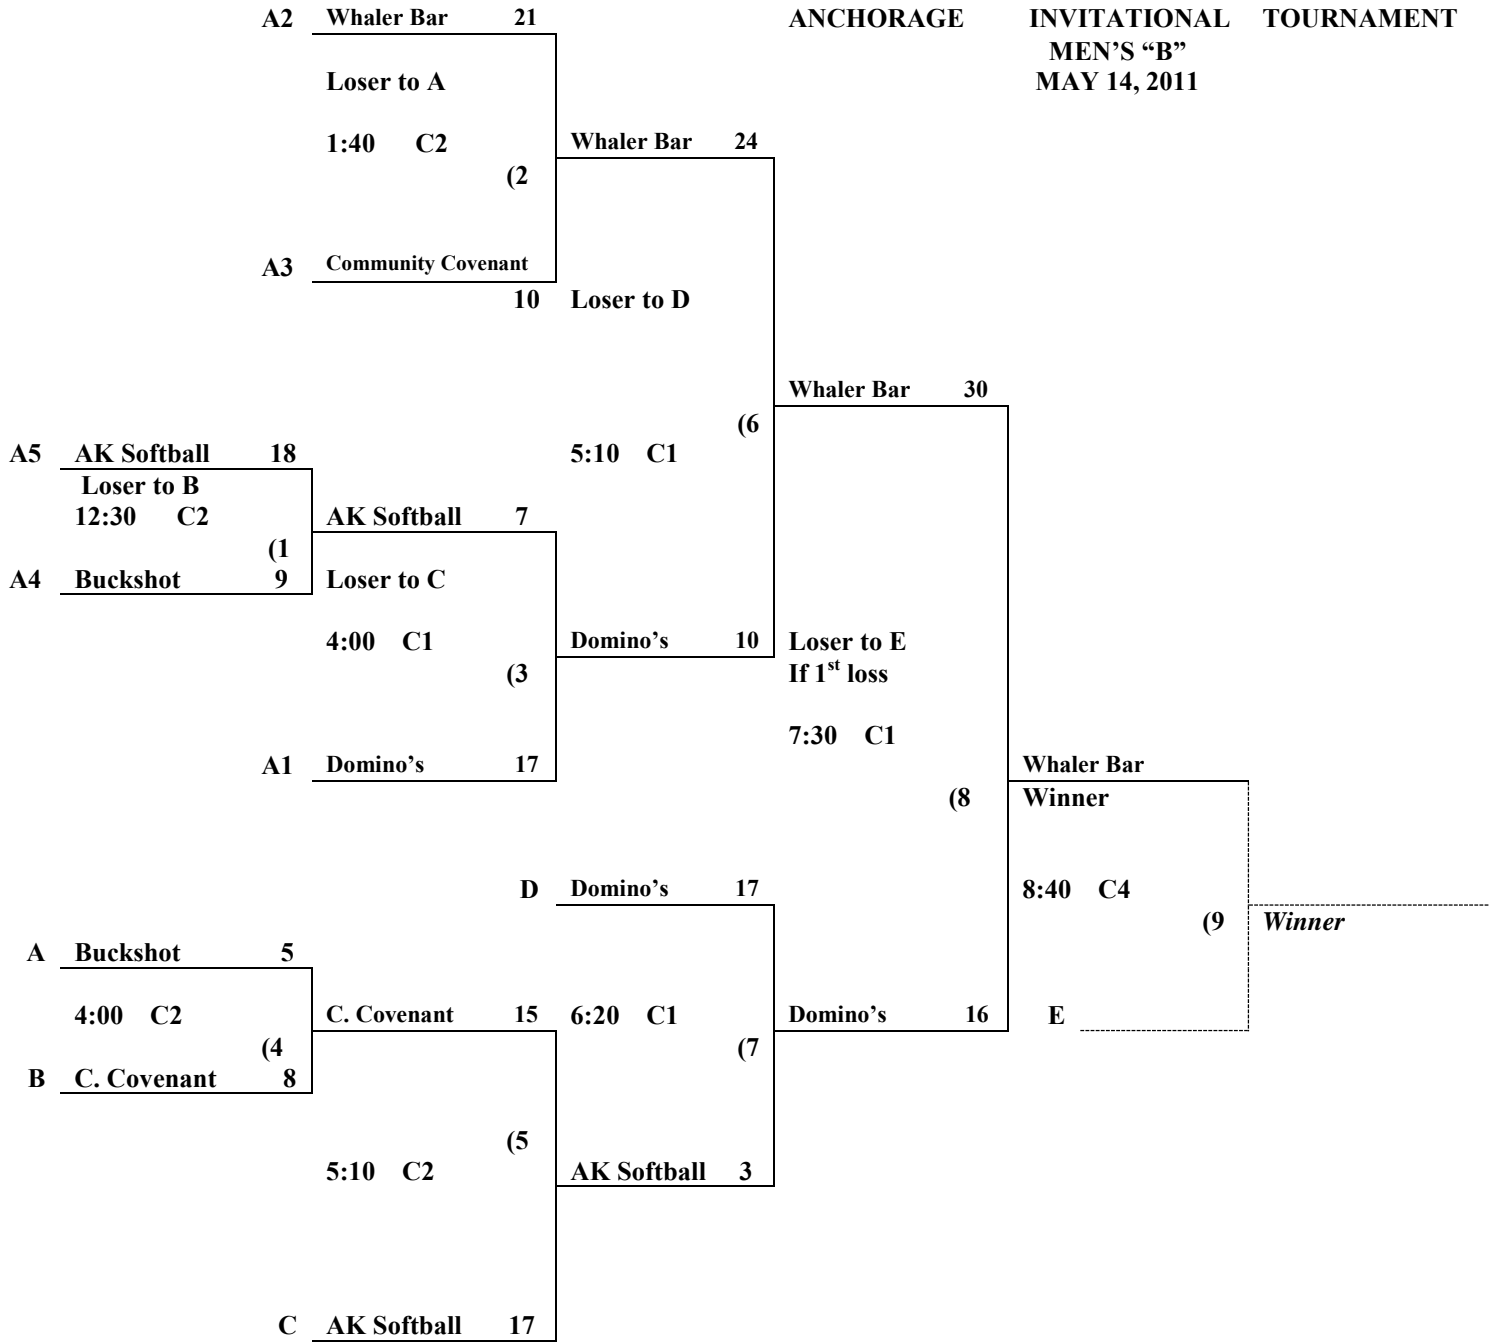 A2 Whaler Bar 21 ANCHORAGE INVITATIONAL TOURNAMENT
MEN'S “B”
Loser to A MAY 14, 2011
1:40 C2 Whaler Bar 24
(2
A3 Community Covenant
10 Loser to D
Whaler Bar 30
(6
A5 AK Softball 18 5:10 C1
Loser to B
12:30 C2 AK Softball 7
(1
A4 Buckshot 9 Loser to C
4:00 C1 Domino’s 10 Loser to E
(3 If 1st loss
7:30 C1
A1 Domino’s 17 Whaler Bar
(8 Winner
D Domino’s 17 8:40 C4
(9 Winner
A Buckshot 5
4:00 C2 C. Covenant 15 6:20 C1 Domino’s 16 E
(4 (7
B C. Covenant 8
(5
5:10 C2 AK Softball 3
C AK Softball 17